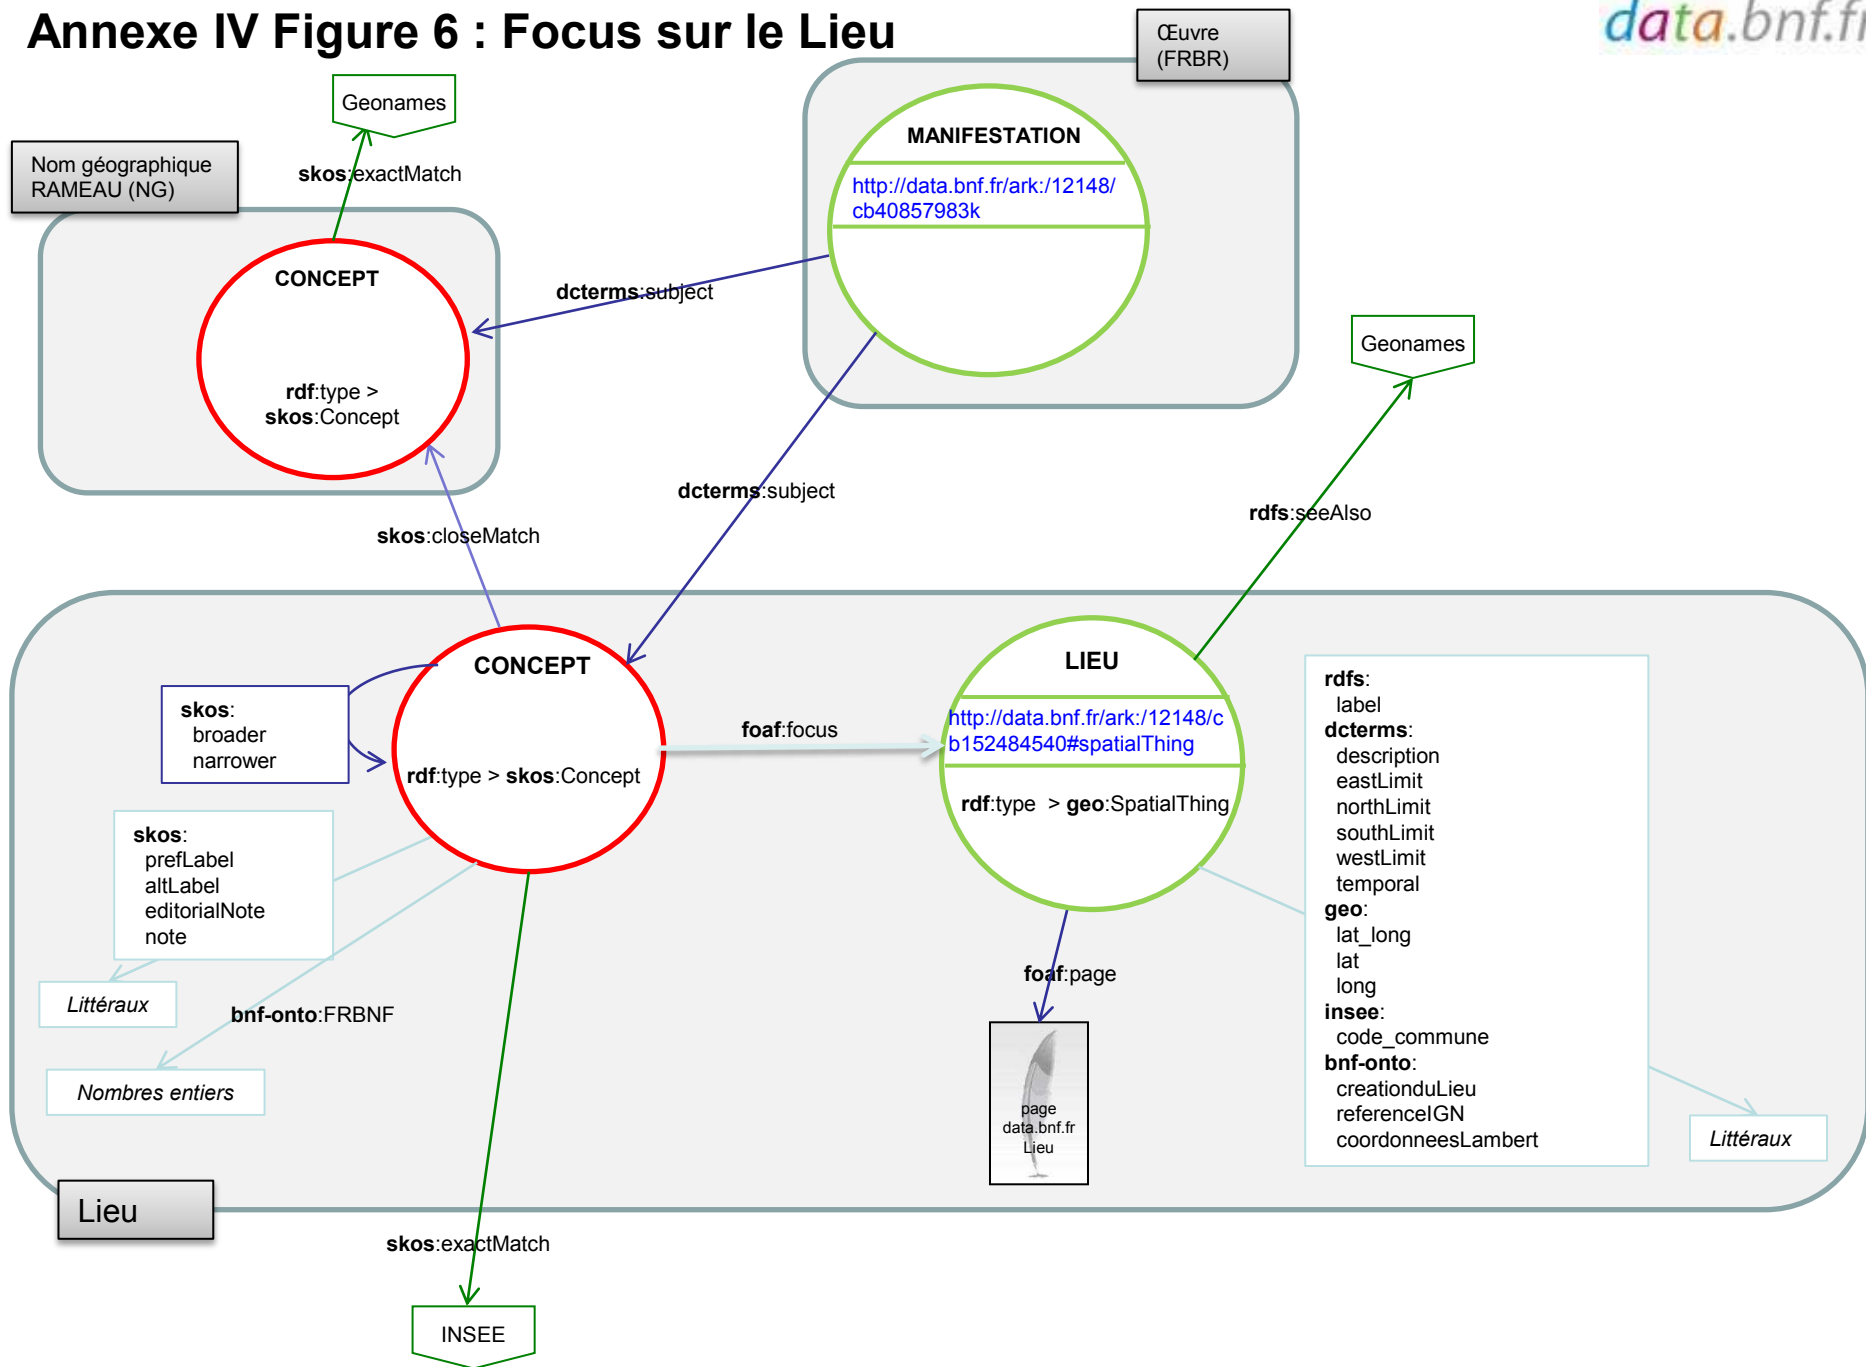 Annexe IV Figure 6 : Focus sur le Lieu
data.bnf.fr
Œuvre
(FRBR)
Geonames
Nom géographique
RAMEAU (NG)
skos:exactMatch
MANIFESTATION
http://data.bnf.fr/ark:/12148/
cb40857983k
CONCEPT
rdf:type >
skos:Concept
dcterms:subject
Geonames
dcterms:subject
rdfs:seeAlso
skos:closeMatch
CONCEPT
rdf:type > skos:Concept
skos:
broader
narrower
foaf:focus
LIEU
http://data.bnf.fr/ark:/12148/c
b152484540#spatialThing
rdf:type > geo:SpatialThing
skos:
prefLabel
altLabel
editorialNote
note
Littéraux
bnf-onto:FRBNF
Nombres entiers
foaf:page
page
data.bnf.fr
Lieu
rdfs:
label
dcterms:
description
eastLimit
northLimit
southLimit
westLimit
temporal
geo:
lat_long
lat
long
insee:
code_commune
bnf-onto:
creationduLieu
referenceIGN
coordonneesLambert
Littéraux
Lieu
skos:exactMatch
INSEE